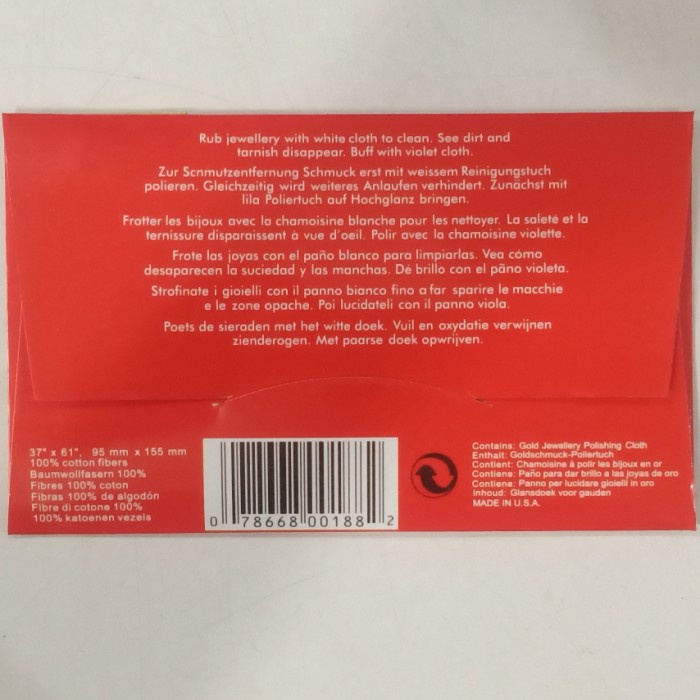 Rub jewellery with white cloth to clean. See dirt and
tarnish disappear. Buff with violet cloth.
Zur Scnmutzentfernung Schmuck erst mit weissem Reinigungstuch
polieren. Gleichzeitig wird weiteres Anlaufen verhindert. Zunächst mit
lila Poliertuch auf Hochglanz bringen.
Frotter les bijoux avec la chamoisine blanche pour les nettoyer. La saleté et la
ternissure disparaissent à vue d'oeil. Polir avec la chamoisine violette.
Frote las joyas con el paño blanco para limpiarlas. Vea cómo
desaparecen la suciedad y las manchas. Dé brillo con el pãno violeta.
Strofinate i gioielli con il panno bianco fino a far sparire le macchie
e le zone opache. Poi lucidateli con il panno viola.
Poets de sieraden met het witte doek. Vuil en oxydatie verwijnen
zienderogen. Met paarse doek opwrijven.
37" x 61", 95 mm x 155 mm
100% cotton fibers
Baumwollfasern 100%
Fibres 100% coton
Fibras 100% de algodón
Fibre di cotone 100%
100% katoenen vezels
0 78668 00188 2
Contains: Gold Jewellery Polishing Cloth
Enthalt: Goldschmuck-Poliertuch
Contient: Chamoisine à polir les bijoux en or
Contiene: Paño para dar brillo a las joyas de oro
Contiene: Panno per lucidare gioielli in oro
Inhoud: Glansdoek voor gauden
MADE IN U.S.A.